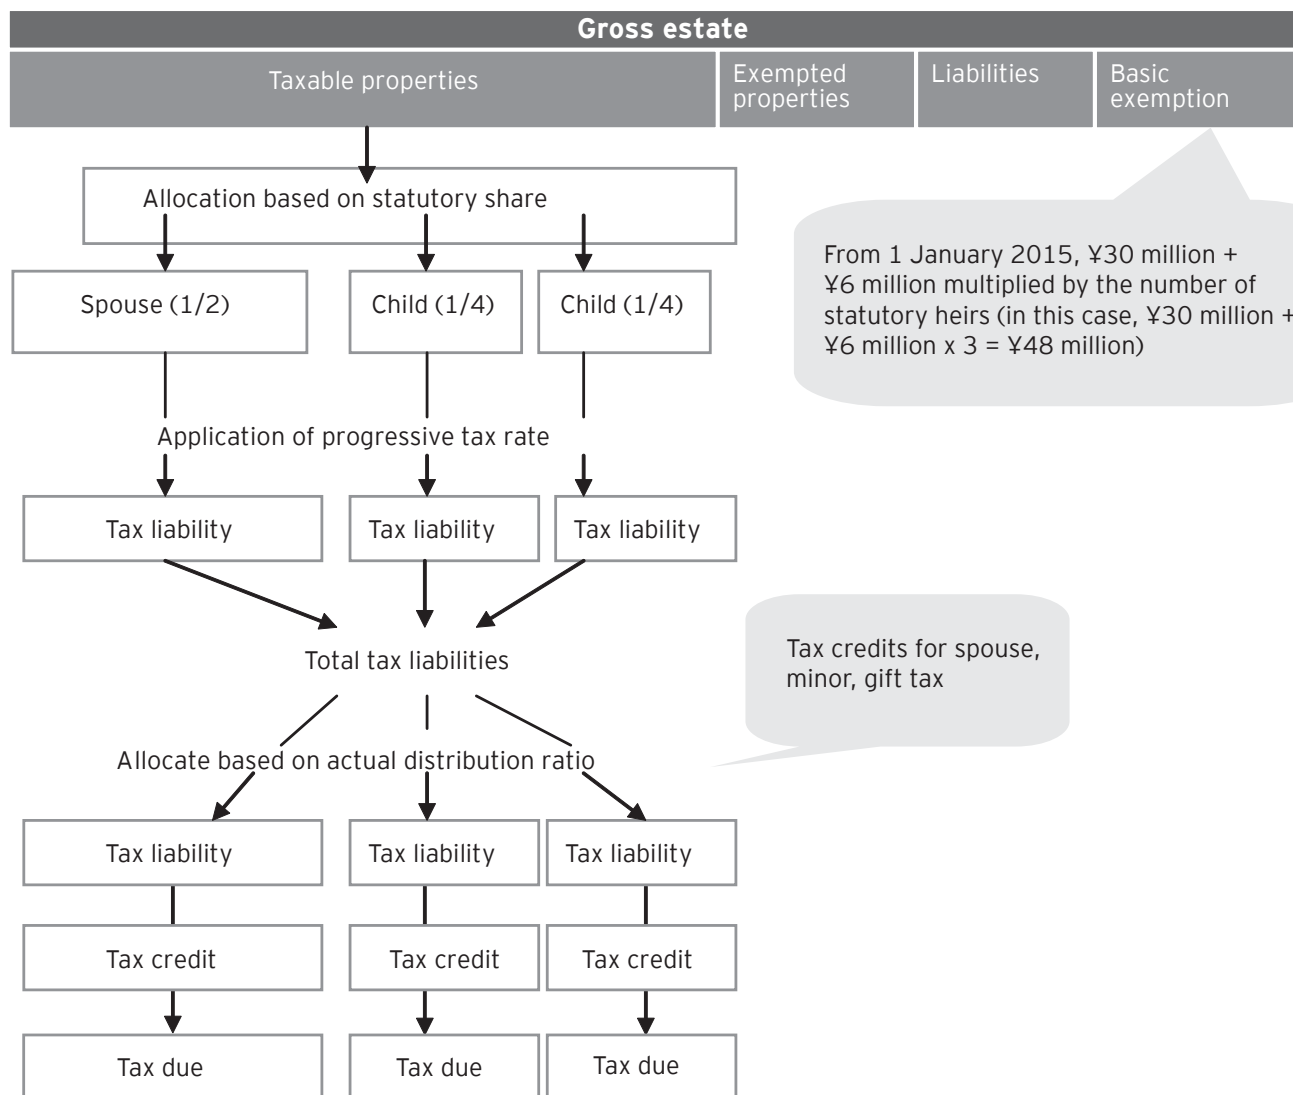 Gross estate
Taxable properties
Exempted
properties
Liabilities
Basic
exemption
Allocation based on statutory share
From 1 January 2015, ¥30 million +
¥6 million multiplied by the number of
statutory heirs (in this case, ¥30 million +
¥6 million x 3 = ¥48 million)
Spouse (1/2)
Child (1/4)
Child (1/4)
Application of progressive tax rate
Tax liability
Tax liability
Tax liability
Total tax liabilities
Tax credits for spouse,
minor, gift tax
Allocate based on actual distribution ratio
Tax liability
Tax liability
Tax liability
Tax credit
Tax credit
Tax credit
Tax due
Tax due
Tax due